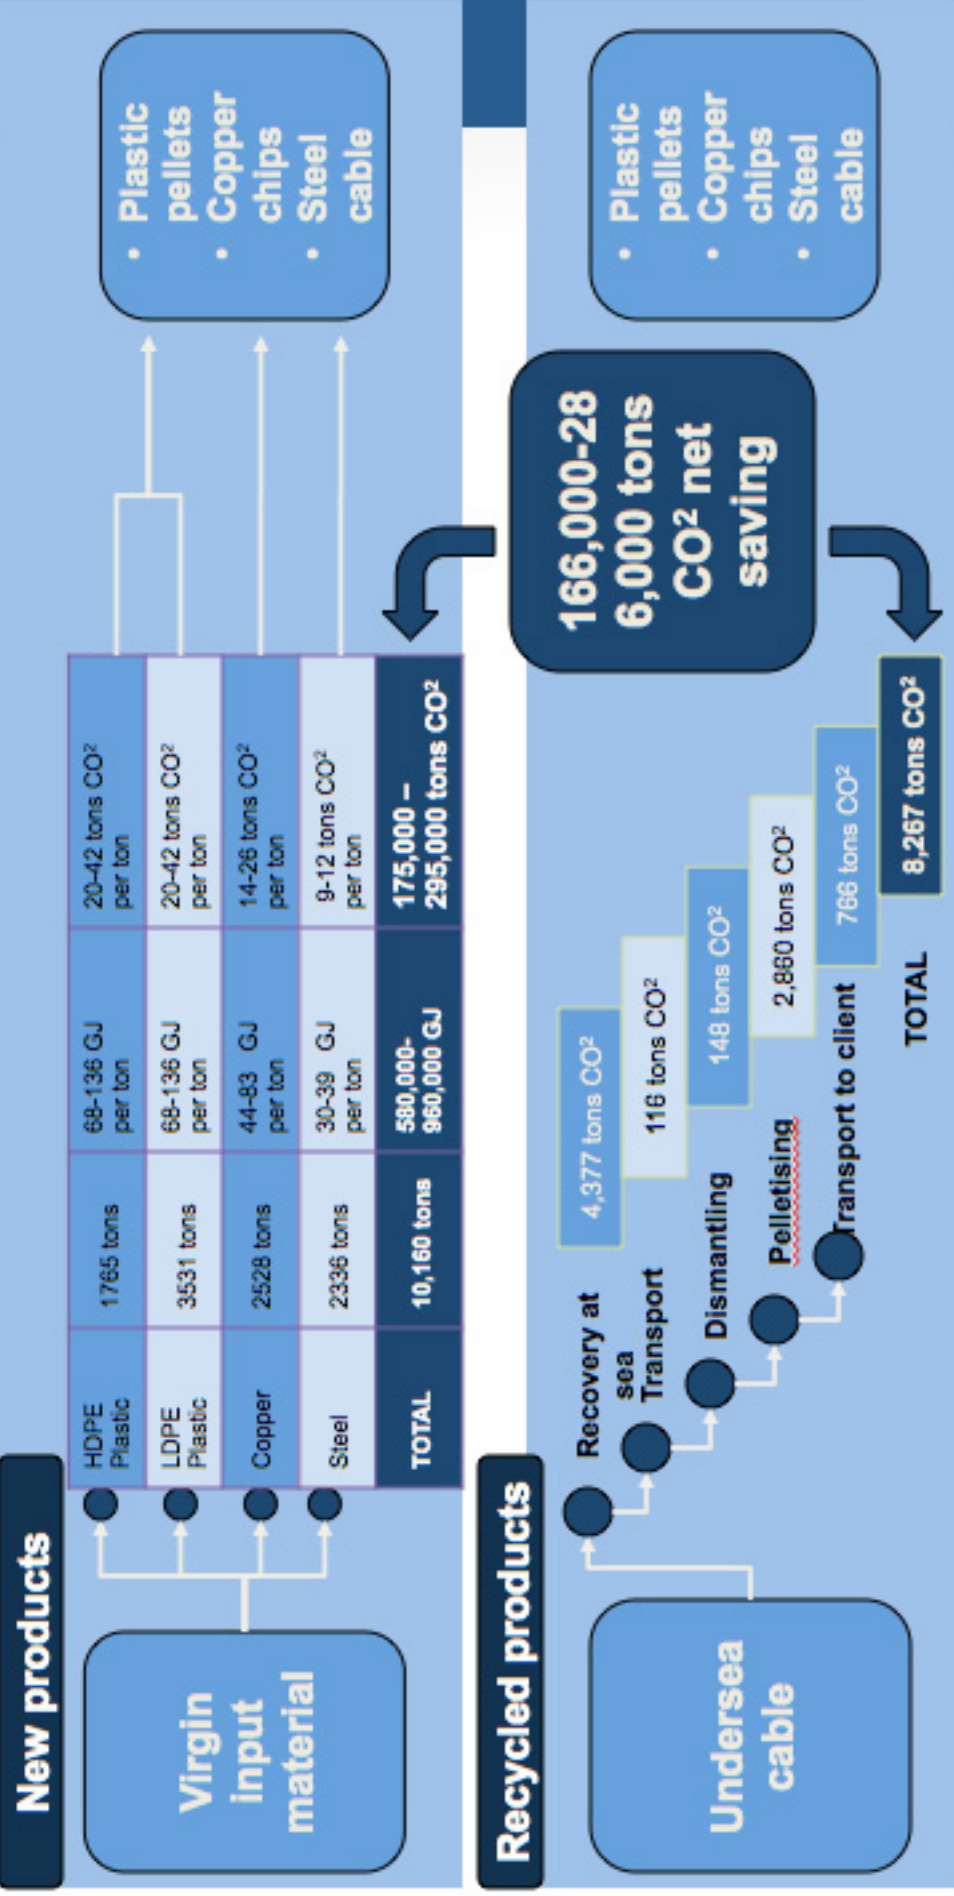 New products
Virgin
input
material
HDPE
Plastic
1765 tons
68-136 GJ
per ton
20-42 tons CO²
per ton
LDPE
Plastic
3531 tons
68-136 GJ
per ton
20-42 tons CO²
per ton
Copper
2528 tons
44-83 GJ
per ton
14-26 tons CO²
per ton
Steel
2336 tons
30-39 GJ
per ton
9-12 tons CO²
per ton
TOTAL
10,160 tons
580,000-
960,000 GJ
175,000 –
295,000 tons CO²
• Plastic
pellets
• Copper
chips
• Steel
cable
166,000-28
6,000 tons
CO² net
saving
Recycled products
Undersea
cable
Recovery at
sea
4,377 tons CO²
Transport
116 tons CO²
Dismantling
148 tons CO²
Pelletising
2,860 tons CO²
Transport to client
766 tons CO²
TOTAL
8,267 tons CO²
• Plastic
pellets
• Copper
chips
• Steel
cable